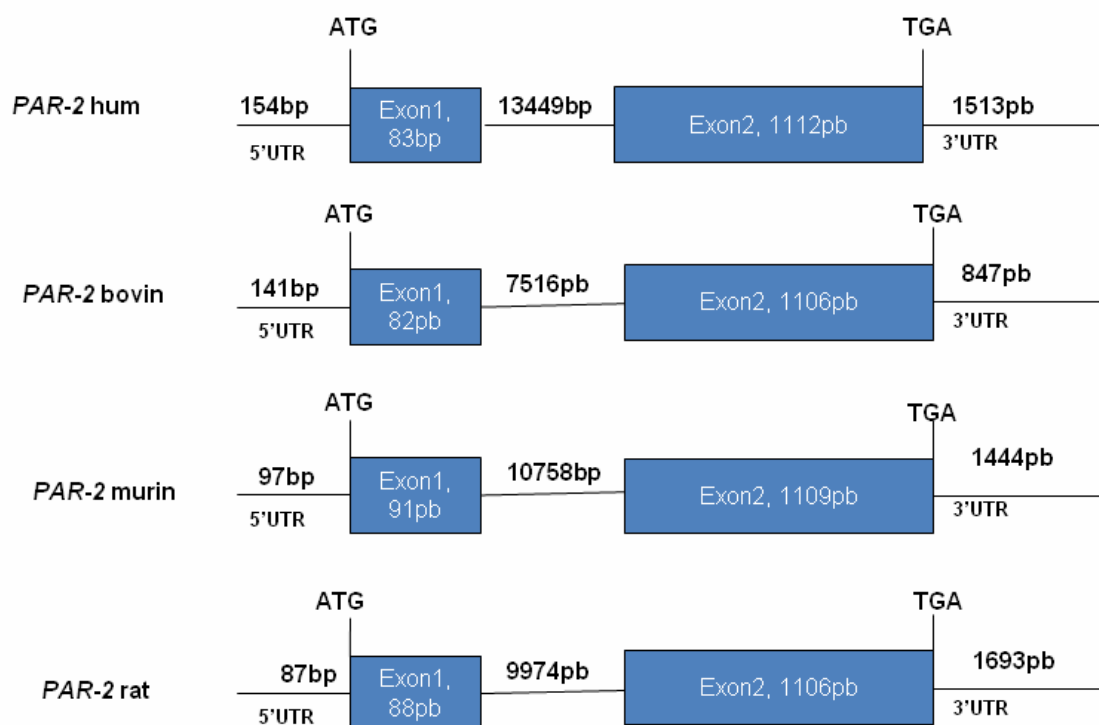 ATG TGA
PAR-2 hum 154bp Exon1, 13449bp Exon2, 1112pb 1513pb
83bp
5'UTR 3'UTR
ATG TGA
PAR-2 bovin 141bp Exon1, 7516pb Exon2, 1106pb 847pb
82pb
5'UTR 3'UTR
ATG TGA
PAR-2 murin 97bp Exon1, 10758bp Exon2, 1109pb 1444pb
91pb
5'UTR 3'UTR
ATG TGA
PAR-2 rat 87bp Exon1, 9974pb Exon2, 1106pb 1693pb
88pb
5'UTR 3'UTR